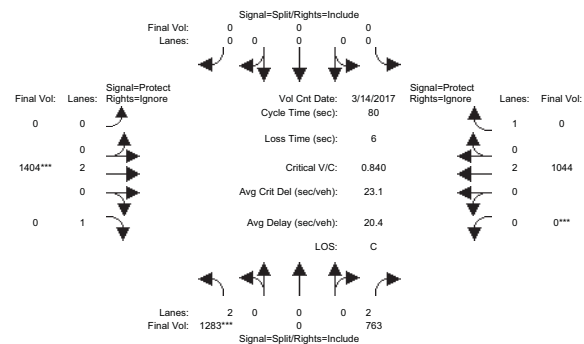 Signal=Split/Rights=Include
Final Vol: 0 0 0
Lanes: 0 0 0 0 0
Signal=Protect
Final Vol: Lanes: Rights=Ignore
Vol Cnt Date: 3/14/2017
Signal=Protect
Rights=Ignore Lanes: Final Vol:
0 0
Cycle Time (sec): 80
1 0
0
Loss Time (sec): 6
0
1404*** 2
Critical V/C: 0.840
2 1044
0
Avg Crit Del (sec/veh): 23.1
0
0 1
Avg Delay (sec/veh): 20.4
0 0***
LOS: C
Lanes: 2 0 0 0 2
Final Vol: 1283*** 0 763
Signal=Split/Rights=Include